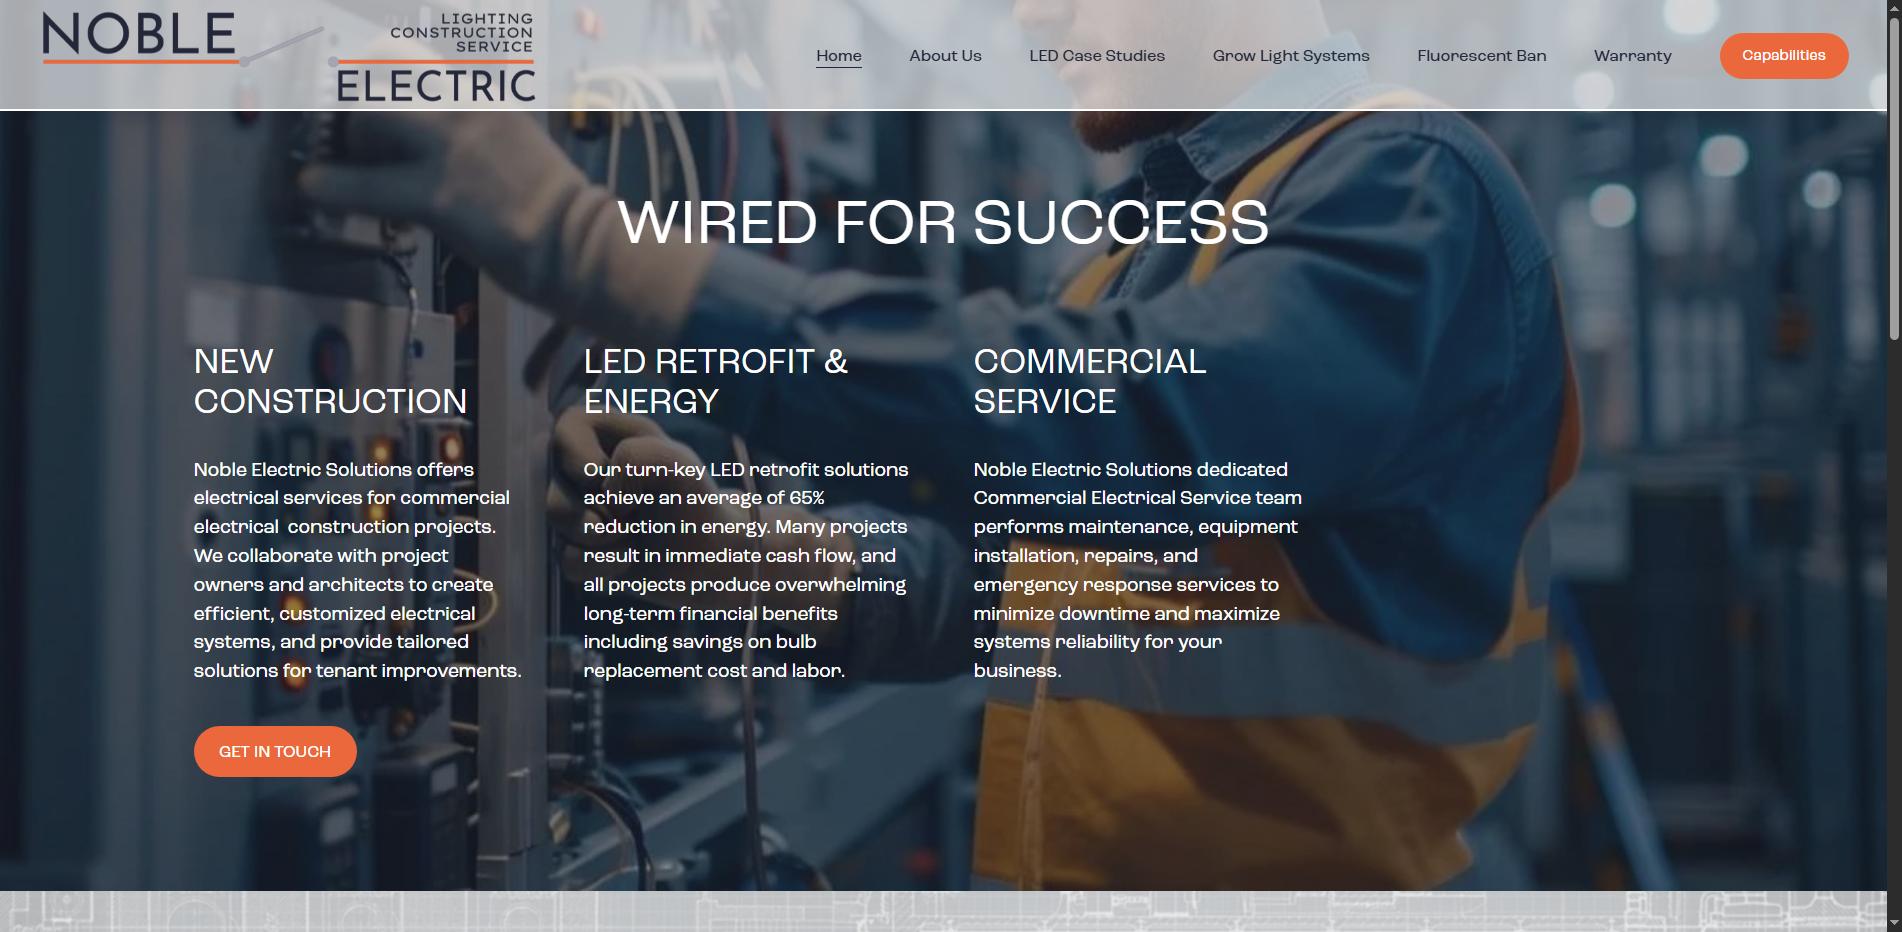 NOBLE
LIGHTING
CONSTRUCTION
SERVICE
ELECTRIC
Home
About Us
LED Case Studies
Grow Light Systems
Fluorescent Ban
Warranty
Capabilities
WIRED FOR SUCCESS
NEW
CONSTRUCTION
Noble Electric Solutions offers
electrical services for commercial
electrical  construction projects.
We collaborate with project
owners and architects to create
efficient, customized electrical
systems, and provide tailored
solutions for tenant improvements.
GET IN TOUCH
LED RETROFIT &
ENERGY
Our turn-key LED retrofit solutions
achieve an average of 65%
reduction in energy. Many projects
result in immediate cash flow, and
all projects produce overwhelming
long-term financial benefits
including savings on bulb
replacement cost and labor.
COMMERCIAL
SERVICE
Noble Electric Solutions dedicated
Commercial Electrical Service team
performs maintenance, equipment
installation, repairs, and
emergency response services to
minimize downtime and maximize
systems reliability for your
business.